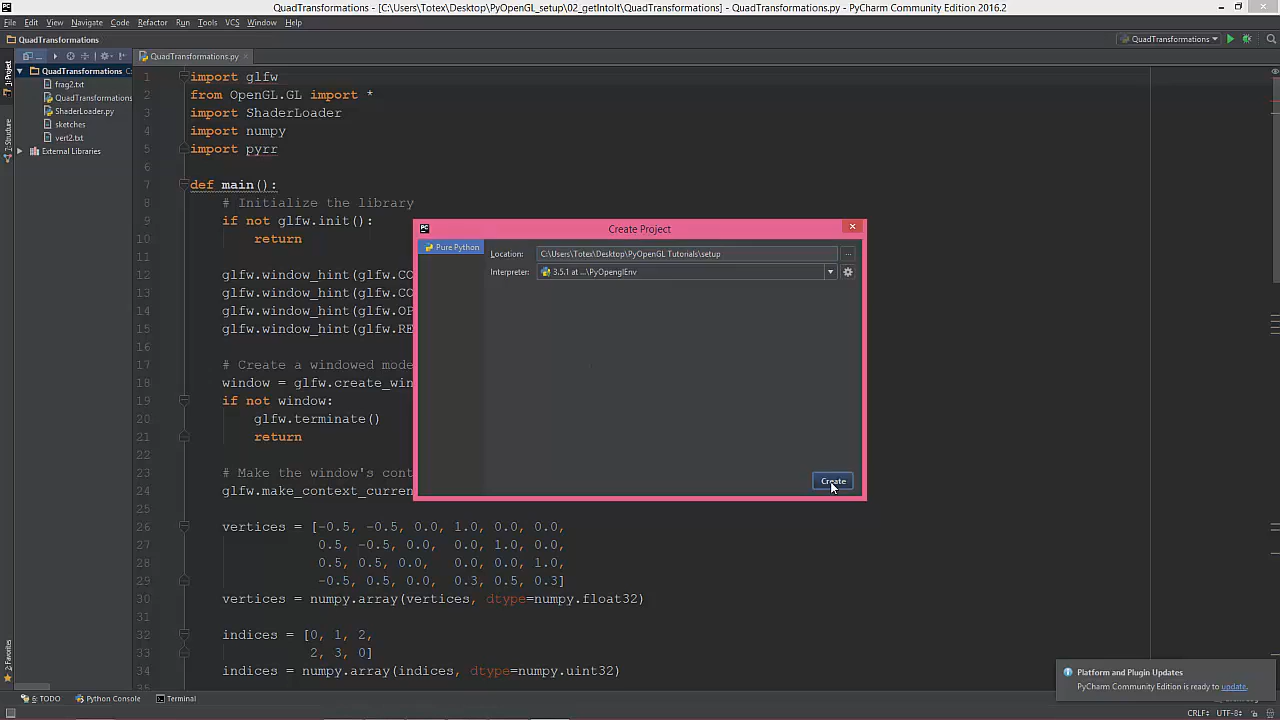 QuadTransformations - [C:\Users\Totex\Desktop\PyOpenGL_setup\02_getIntoIt\QuadTransformations] - QuadTransformations.py - PyCharm Community Edition 2016.2
File Edit View Navigate Code Refactor Run Tools VCS Window Help
QuadTransformations
QuadTransformations
QuadTransformations.py
1: Project
QuadTransformations
frag2.txt
QuadTransformations
ShaderLoader.py
sketches
vert2.txt
External Libraries
Z: Structure
2: Favorites
1 import glfw
2 from OpenGL.GL import *
3 import ShaderLoader
4 import numpy
5 import pyrr
6
7 def main():
8 # Initialize the library
9 if not glfw.init():
10 return
11
12 glfw.window_hint(glfw.CO
13 glfw.window_hint(glfw.CO
14 glfw.window_hint(glfw.OP
15 glfw.window_hint(glfw.RE
16
17 # Create a windowed mode
18 window = glfw.create_win
19 if not window:
20 glfw.terminate()
21 return
22
23 # Make the window's cont
24 glfw.make_context_curren
25
26 vertices = [-0.5, -0.5, 0.0, 1.0, 0.0, 0.0,
27 0.5, -0.5, 0.0, 0.0, 1.0, 0.0,
28 0.5, 0.5, 0.0, 0.0, 0.0, 1.0,
29 -0.5, 0.5, 0.0, 0.3, 0.5, 0.3]
30 vertices = numpy.array(vertices, dtype=numpy.float32)
31
32 indices = [0, 1, 2,
33 2, 3, 0]
34 indices = numpy.array(indices, dtype=numpy.uint32)
Create Project
Pure Python
Location: C:\Users\Totex\Desktop\PyOpenGL Tutorials\setup
Interpreter: 3.5.1 at ...\PyOpenglEnv
Create
Platform and Plugin Updates
PyCharm Community Edition is ready to update.
6: TODO Python Console Terminal
CRLF÷ UTF-8÷